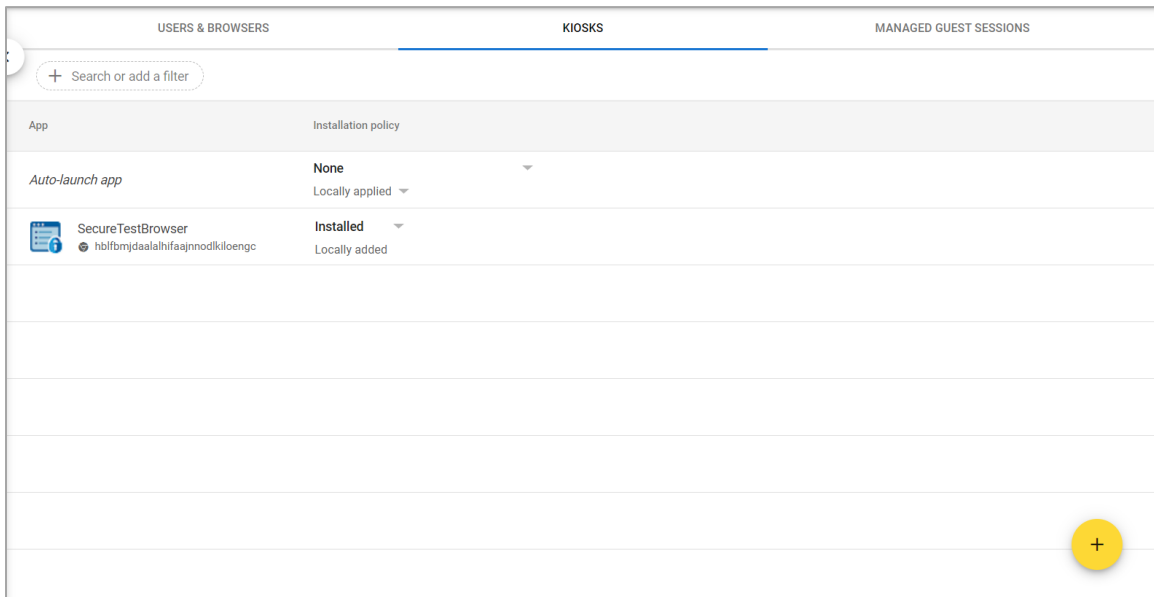 USERS & BROWSERS KIOSKS MANAGED GUEST SESSIONS
+ Search or add a filter
App Installation policy
Auto-launch app
None
Locally applied
SecureTestBrowser
hblfbmjdaalalhifaajnnodlkiloengc
Installed
Locally added
+